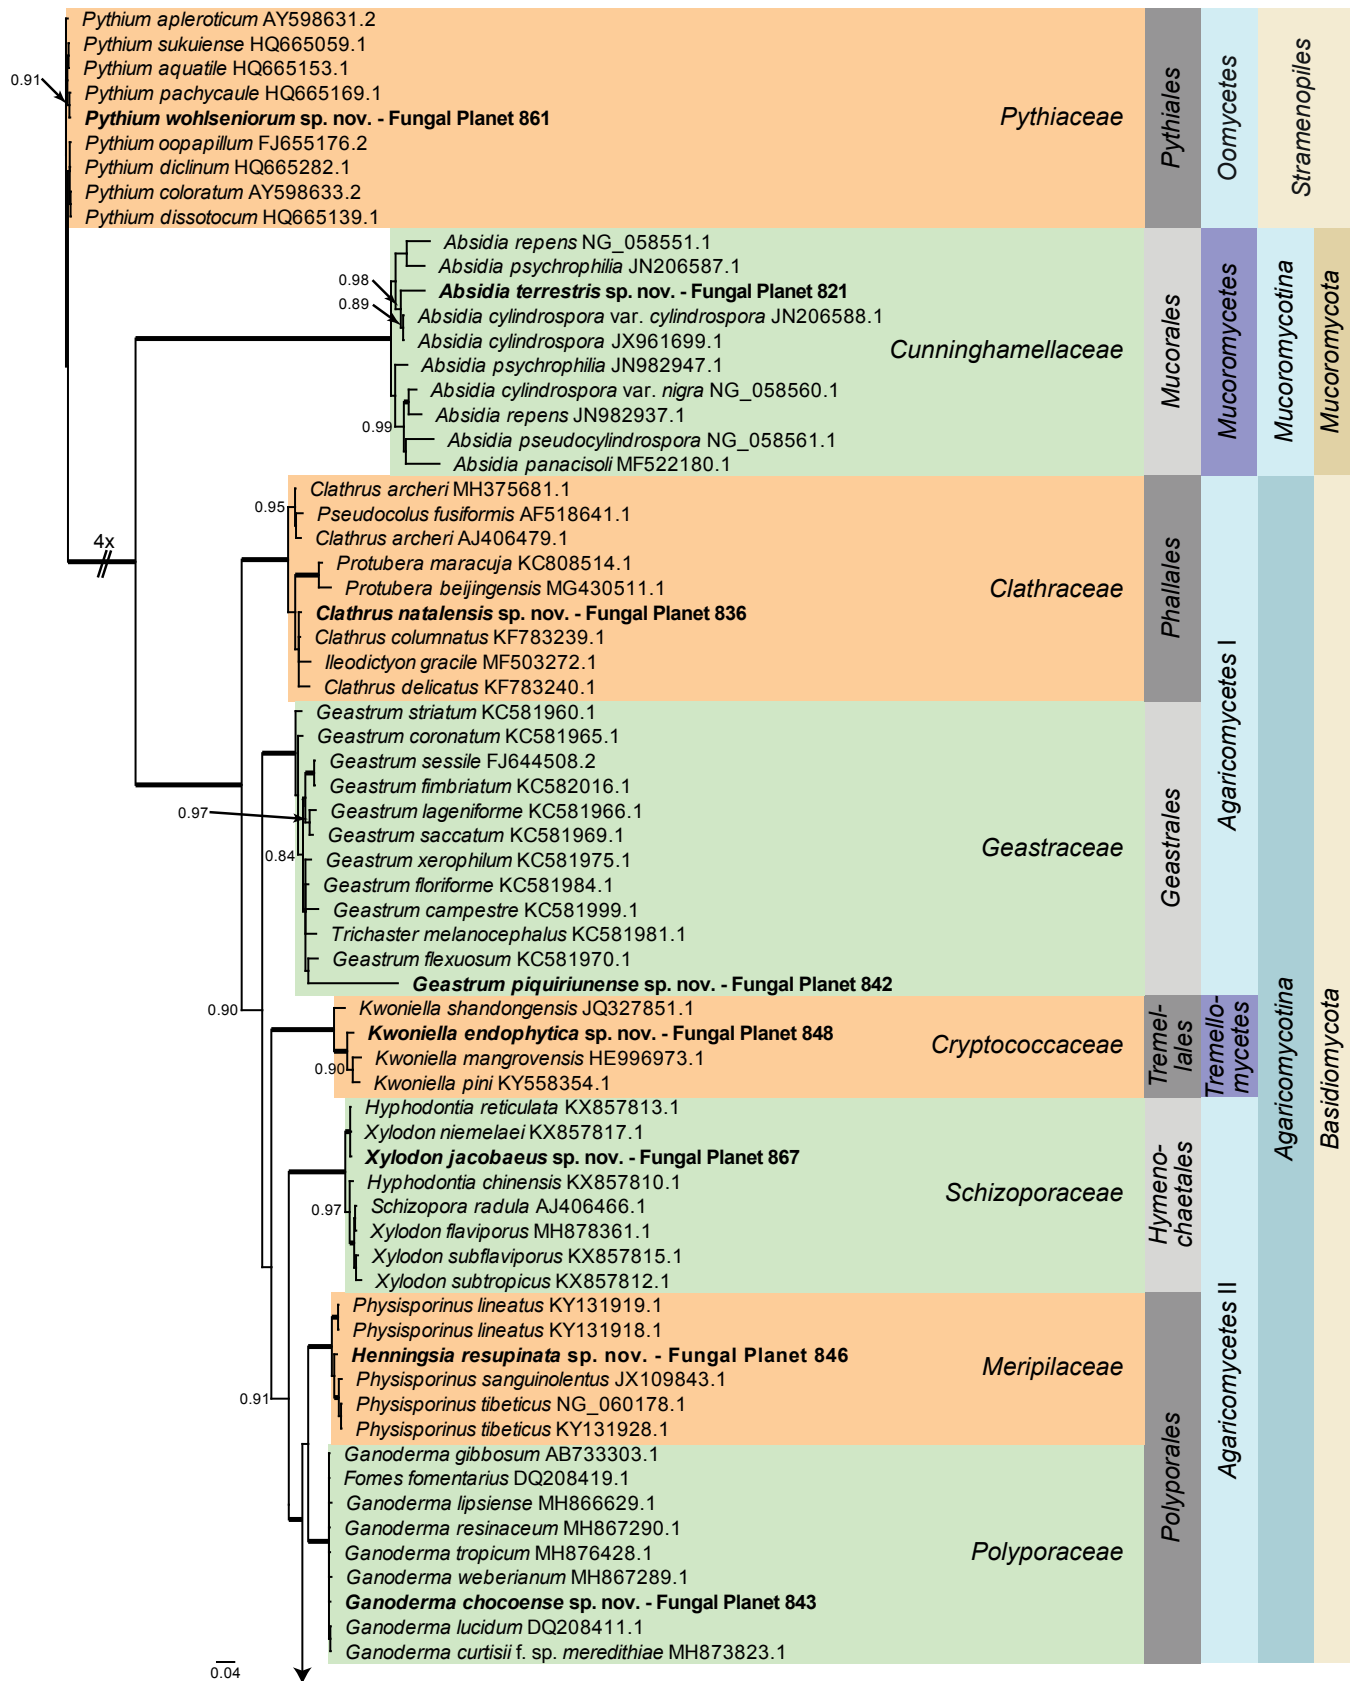 Pythium apleroticum AY598631.2
Pythium sukuiense HQ665059.1
Pythium aquatile HQ665153.1
0.91
Pythium pachycaule HQ665169.1
Pythium wohlseniorum sp. nov. - Fungal Planet 861
Pythium oopapillum FJ655176.2
Pythium diclinum HQ665282.1
Pythium coloratum AY598633.2
Pythium dissotocum HQ665139.1
Pythiaceae
Pythiales
Oomycetes
Stramenopiles
Absidia repens NG_058551.1
Absidia psychrophilia JN206587.1
0.98
Absidia terrestris sp. nov. - Fungal Planet 821
0.89
Absidia cylindrospora var. cylindrospora JN206588.1
Absidia cylindrospora JX961699.1
Absidia psychrophilia JN982947.1
Absidia cylindrospora var. nigra NG_058560.1
Absidia repens JN982937.1
0.99
Absidia pseudocylindrospora NG_058561.1
Absidia panacisoli MF522180.1
Cunninghamellaceae
Mucorales
Mucoromycetes
Mucoromycotina
Mucoromycota
4x
Clathrus archeri MH375681.1
0.95
Pseudocolus fusiformis AF518641.1
Clathrus archeri AJ406479.1
Protubera maracuja KC808514.1
Protubera beijingensis MG430511.1
Clathrus natalensis sp. nov. - Fungal Planet 836
Clathrus columnatus KF783239.1
Ileodictyon gracile MF503272.1
Clathrus delicatus KF783240.1
Clathraceae
Phallales
Geastrum striatum KC581960.1
Geastrum coronatum KC581965.1
Geastrum sessile FJ644508.2
Geastrum fimbriatum KC582016.1
0.97
Geastrum lageniforme KC581966.1
Geastrum saccatum KC581969.1
0.84
Geastrum xerophilum KC581975.1
Geastrum floriforme KC581984.1
Geastrum campestre KC581999.1
Trichaster melanocephalus KC581981.1
Geastrum flexuosum KC581970.1
Geastrum piquiriunense sp. nov. - Fungal Planet 842
Geastraceae
Geastrales
Agaricomycetes I
0.90
Kwoniella shandongensis JQ327851.1
Kwoniella endophytica sp. nov. - Fungal Planet 848
Kwoniella mangrovensis HE996973.1
0.90
Kwoniella pini KY558354.1
Cryptococcaceae
Tremel-
lales
Tremello-
mycetes
Agaricomycotina
Basidiomycota
Hyphodontia reticulata KX857813.1
Xylodon niemelaei KX857817.1
Xylodon jacobaeus sp. nov. - Fungal Planet 867
Hyphodontia chinensis KX857810.1
0.97
Schizopora radula AJ406466.1
Xylodon flaviporus MH878361.1
Xylodon subflaviporus KX857815.1
Xylodon subtropicus KX857812.1
Schizoporaceae
Hymeno-
chaetales
Physisporinus lineatus KY131919.1
Physisporinus lineatus KY131918.1
Henningsia resupinata sp. nov. - Fungal Planet 846
Physisporinus sanguinolentus JX109843.1
0.91
Physisporinus tibeticus NG_060178.1
Physisporinus tibeticus KY131928.1
Meripilaceae
Agaricomycetes II
Ganoderma gibbosum AB733303.1
Fomes fomentarius DQ208419.1
Ganoderma lipsiense MH866629.1
Ganoderma resinaceum MH867290.1
Ganoderma tropicum MH876428.1
Ganoderma weberianum MH867289.1
Ganoderma chocoense sp. nov. - Fungal Planet 843
Ganoderma lucidum DQ208411.1
Ganoderma curtisii f. sp. meredithiae MH873823.1
Polyporaceae
Polyporales
0.04